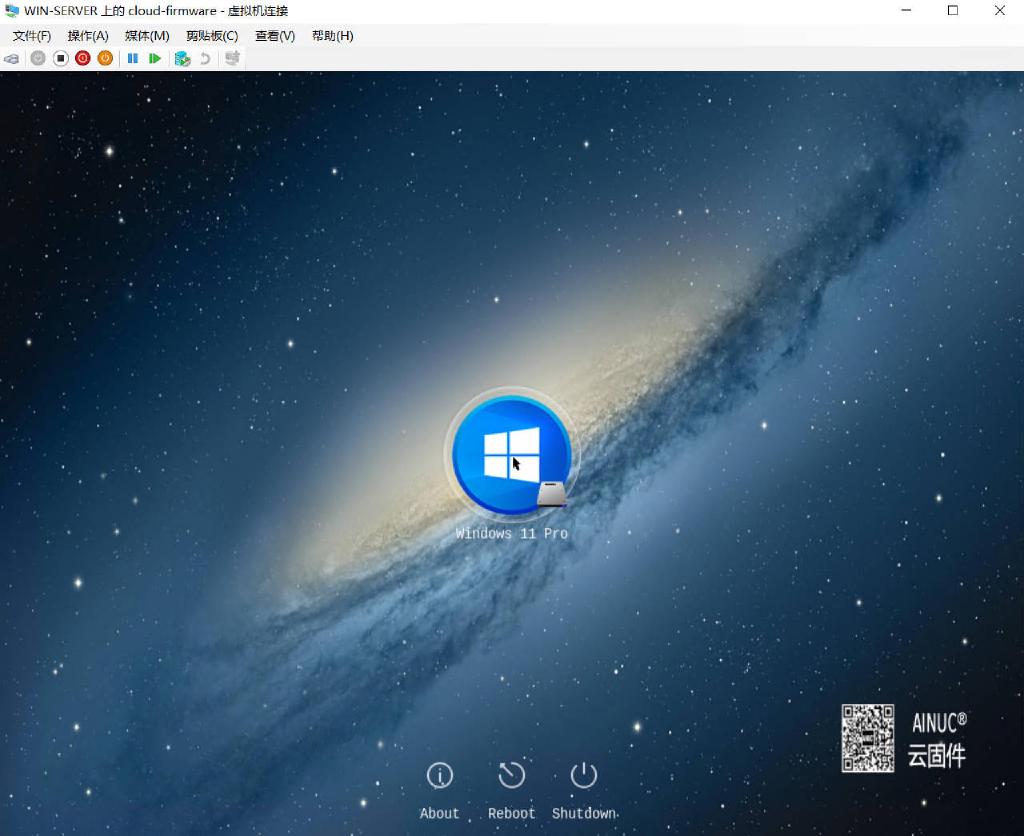 WIN-SERVER 上的 cloud-firmware - 虚拟机连接
文件(F) 操作(A) 媒体(M) 剪贴板(C) 查看(V) 帮助(H)
Windows 11 Pro
AINUC®
云固件
About Reboot Shutdown